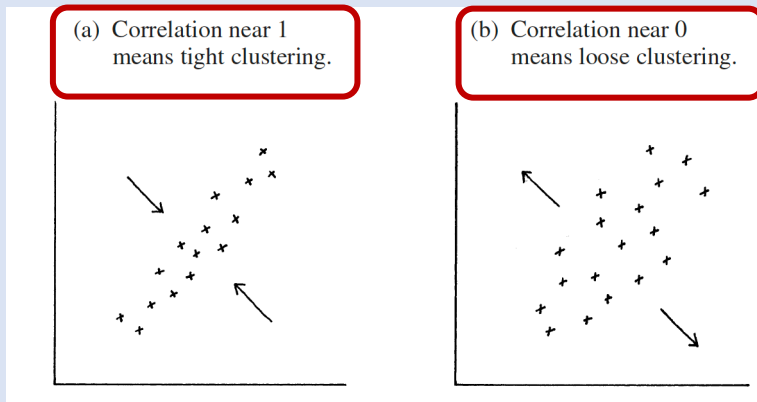 (a) Correlation near 1
means tight clustering.
(b) Correlation near 0
means loose clustering.